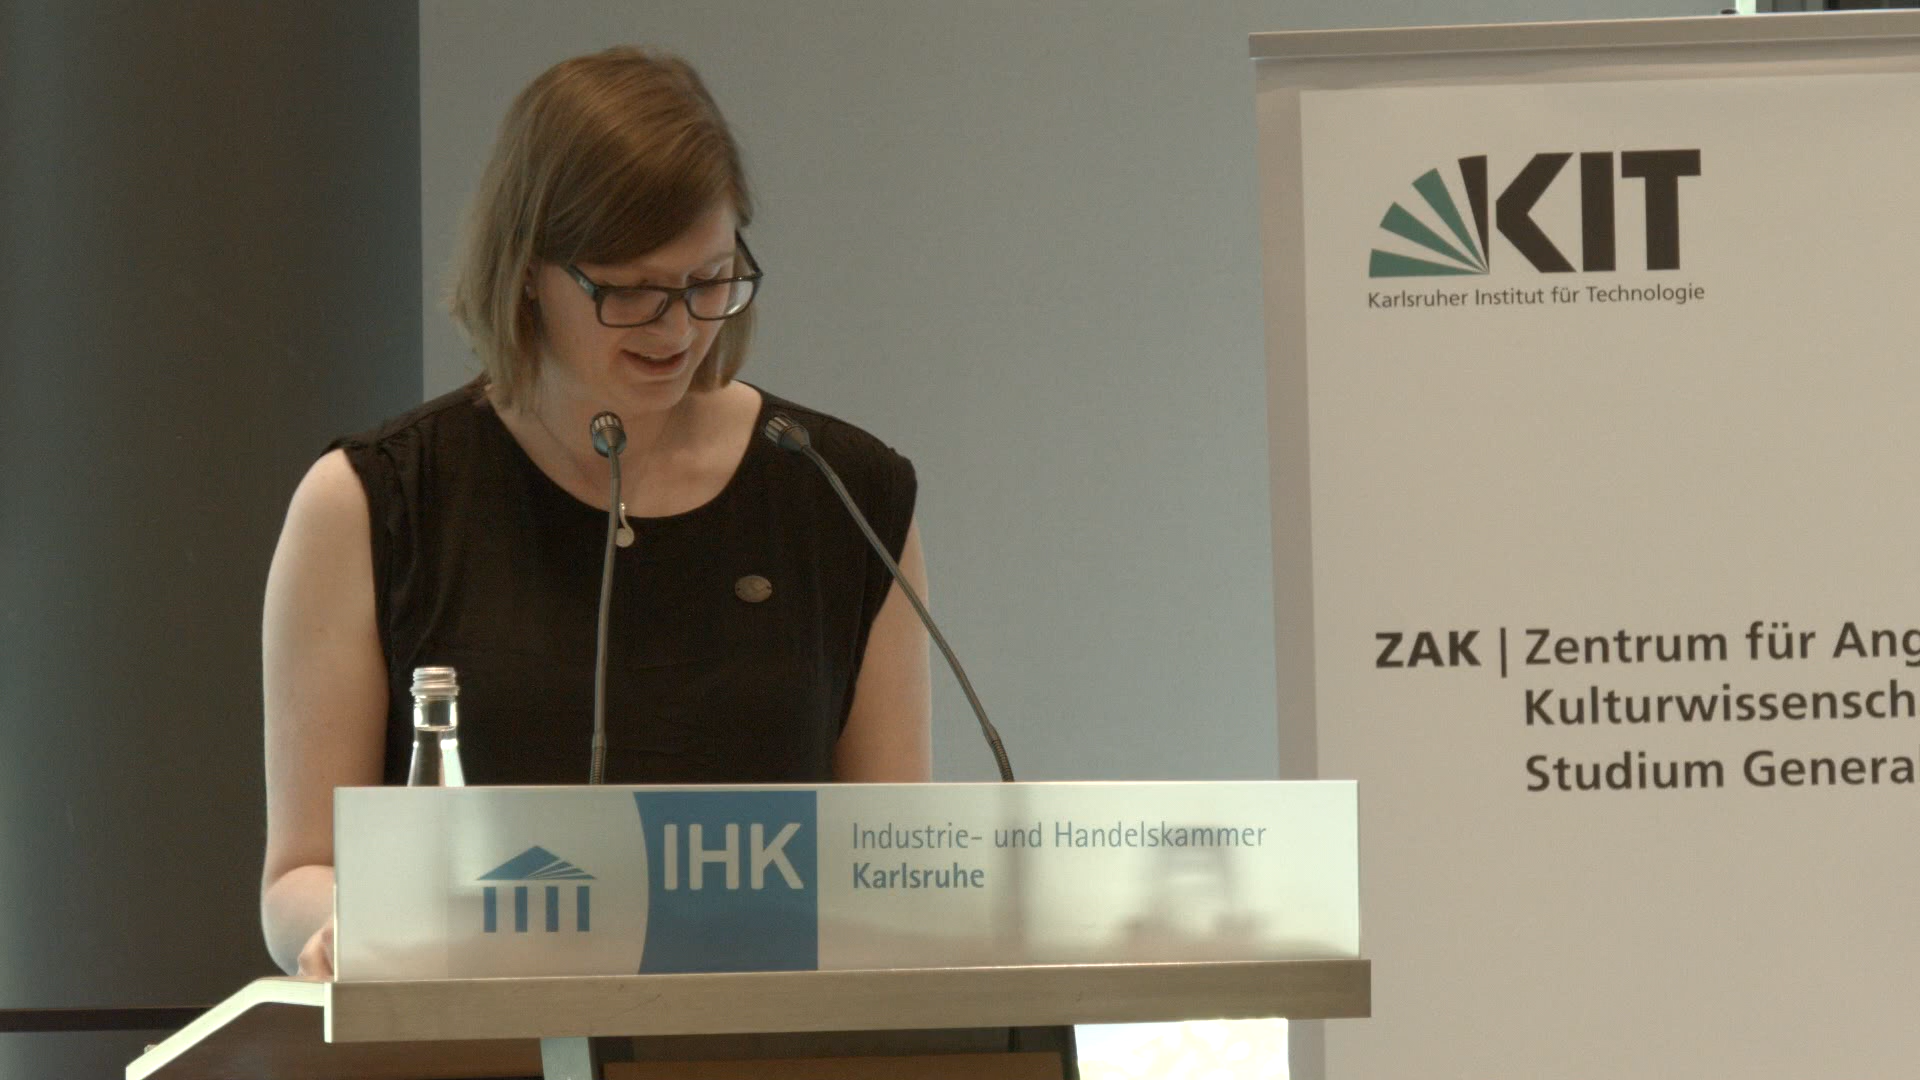 KIT
Karlsruher Institut für Technologie
ZAK | Zentrum für Ang
Kulturwissensch
Studium Genera
IHK
Industrie- und Handelskammer
Karlsruhe